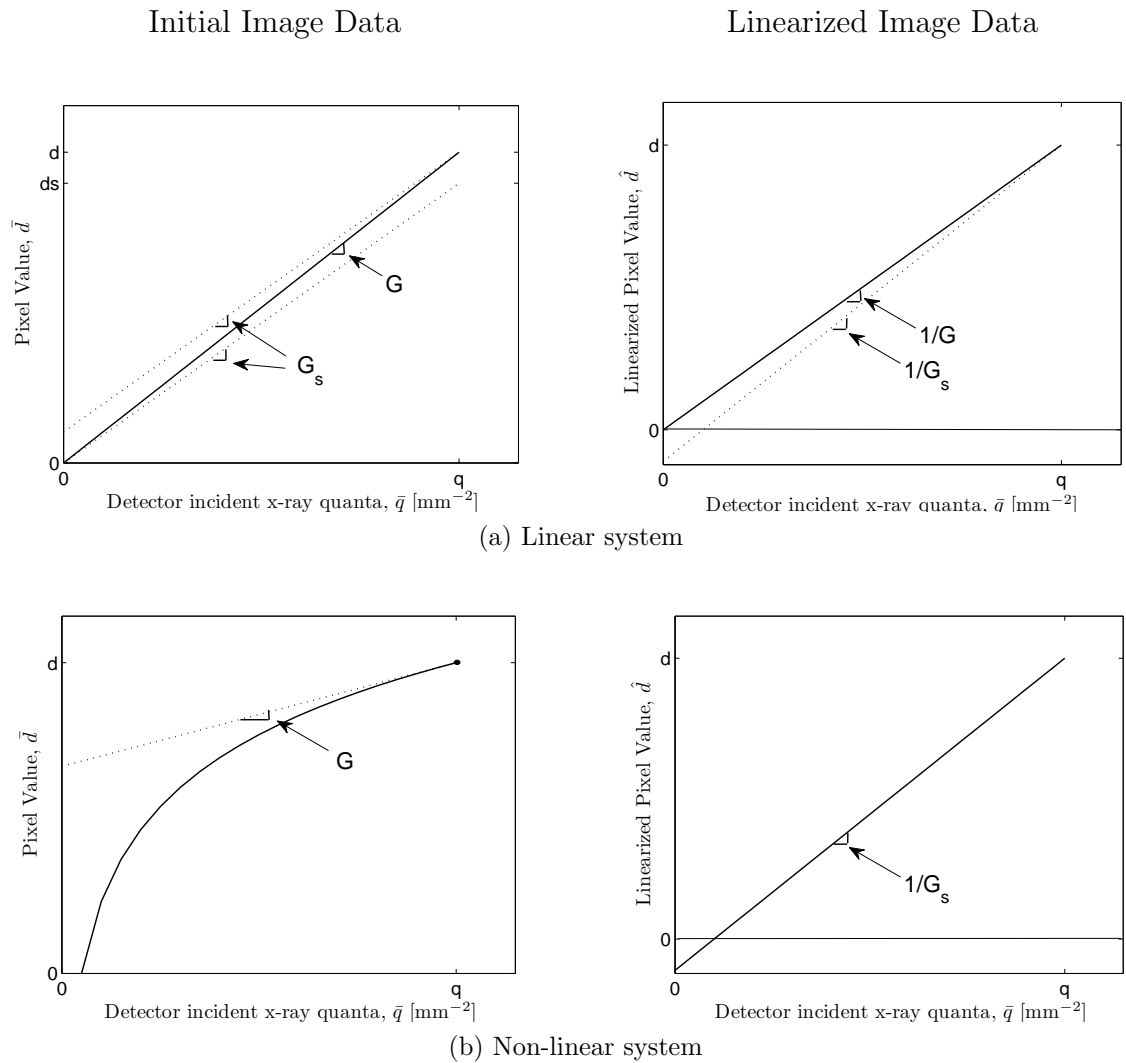 Initial Image Data
Linearized Image Data
d
ds
0
Pixel Value, d̄
G
G_s
0
q
Detector incident x-ray quanta, q̄ [mm⁻²]
d
0
Linearized Pixel Value, d̂
1/G
1/G_s
0
q
Detector incident x-ray quanta, q̄ [mm⁻²]
(a) Linear system
d
0
Pixel Value, d̄
G
0
q
Detector incident x-ray quanta, q̄ [mm⁻²]
d
0
Linearized Pixel Value, d̂
1/G_s
0
q
Detector incident x-ray quanta, q̄ [mm⁻²]
(b) Non-linear system